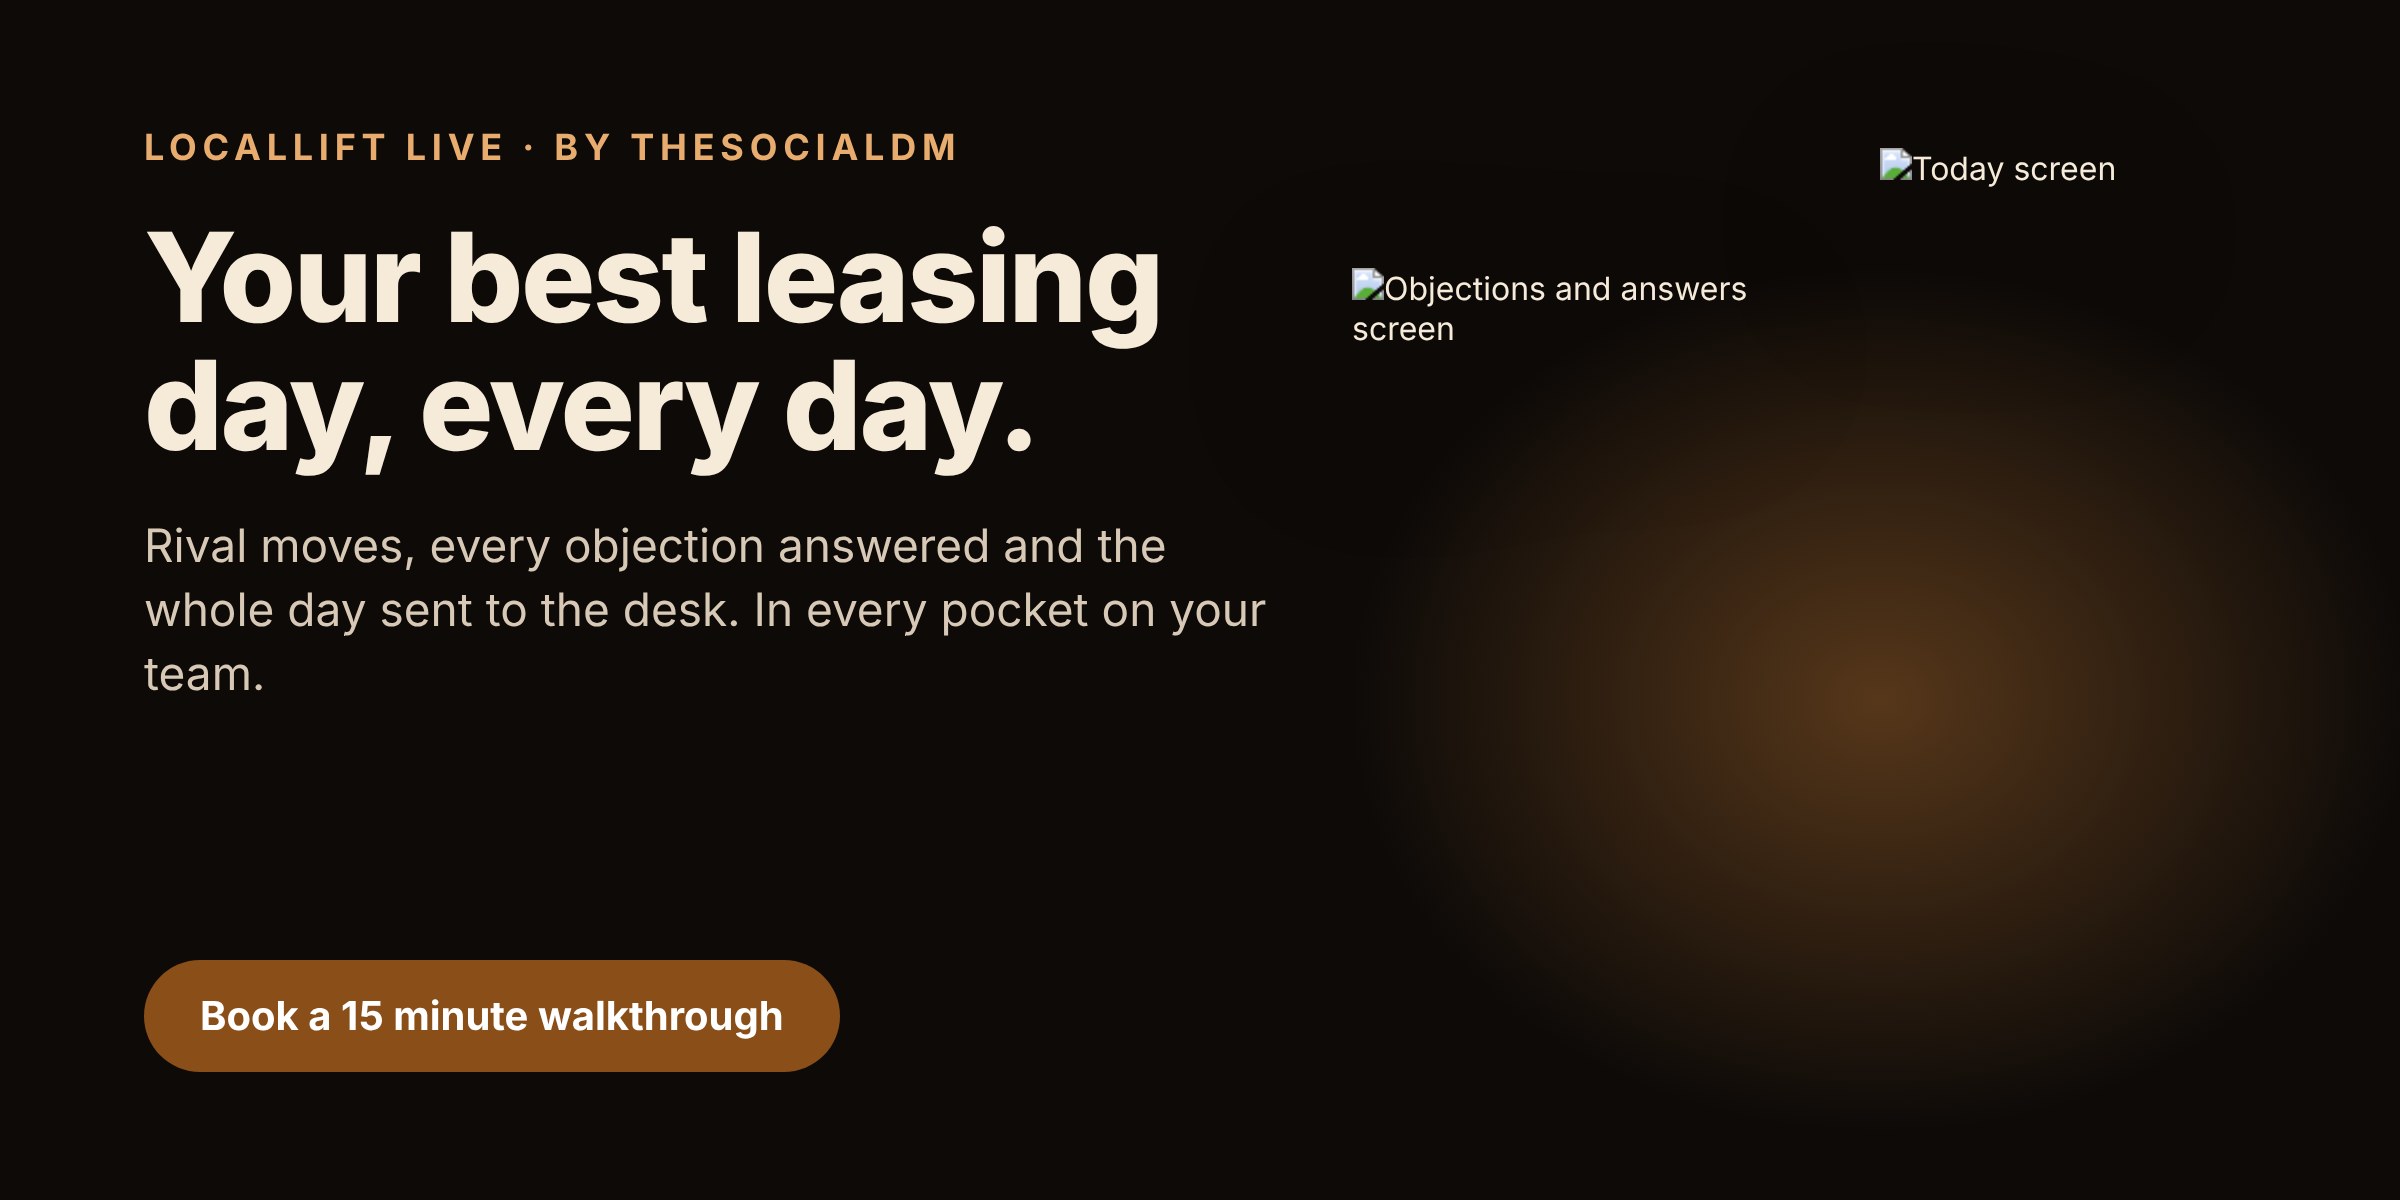 LOCALLIFT LIVE · BY THESOCIALDM
Your best leasing
day, every day.
Rival moves, every objection answered and the
whole day sent to the desk. In every pocket on your
team.
Book a 15 minute walkthrough
Today screen
Objections and answers
screen